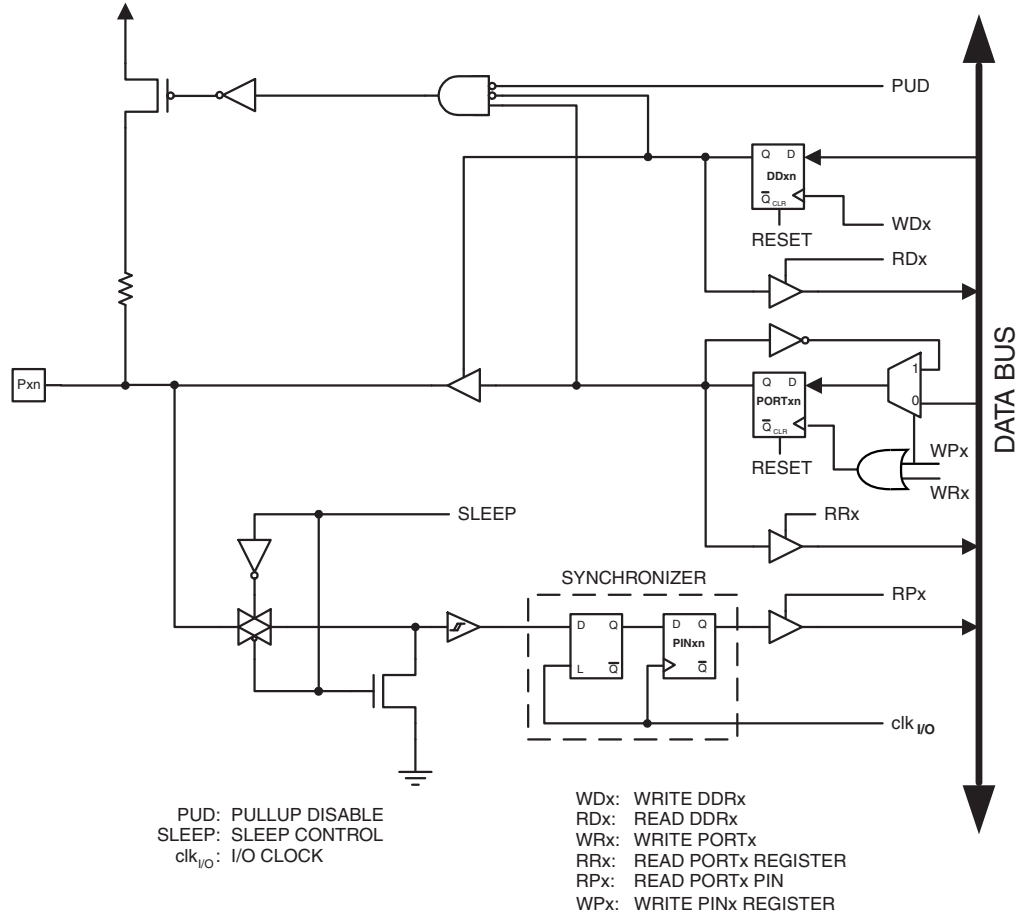 PUD
Q D
DDxn
Q CLR
WDx
RESET
RDx
Pxn
Q D
PORTxn
Q CLR
1
0
DATA BUS
RESET
WPx
WRx
SLEEP
RRx
SYNCHRONIZER
RPx
D Q
L Q
D Q
PINxn
Q
clk I/O
PUD: PULLUP DISABLE
SLEEP: SLEEP CONTROL
clkI/O: I/O CLOCK
WDx: WRITE DDRx
RDx: READ DDRx
WRx: WRITE PORTx
RRx: READ PORTx REGISTER
RPx: READ PORTx PIN
WPx: WRITE PINx REGISTER